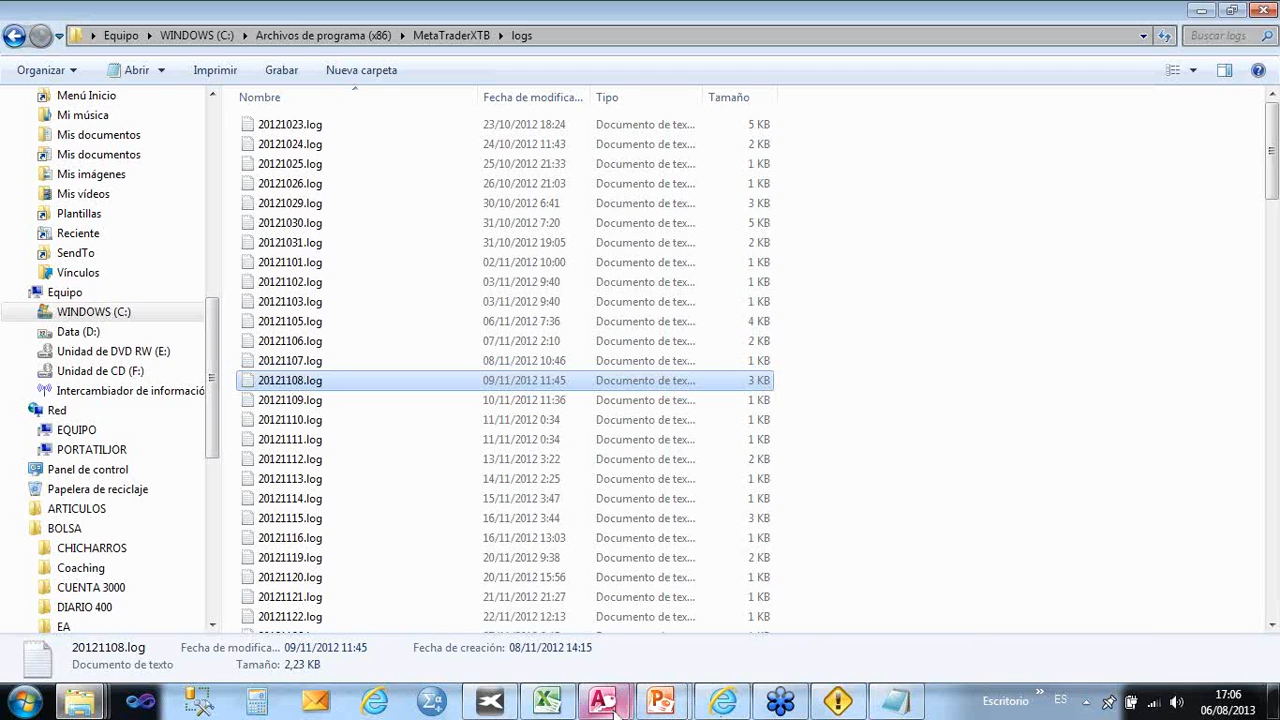 Equipo WINDOWS (C:) Archivos de programa (x86) MetaTraderXTB logs Buscar logs
Organizar Abrir Imprimir Grabar Nueva carpeta
Nombre Fecha de modifica... Tipo Tamaño
Menú Inicio
Mi música
Mis documentos
Mis documentos
Mis imágenes
Mis vídeos
Plantillas
Reciente
SendTo
Vínculos
Equipo
WINDOWS (C:)
Data (D:)
Unidad de DVD RW (E:)
Unidad de CD (F:)
Intercambiador de informació
Red
EQUIPO
PORTATILJOR
Panel de control
Papelera de reciclaje
ARTICULOS
BOLSA
CHICHARROS
Coaching
CUENTA 3000
DIARIO 400
EA
20121023.log 23/10/2012 18:24 Documento de tex... 5 KB
20121024.log 24/10/2012 11:43 Documento de tex... 2 KB
20121025.log 25/10/2012 21:33 Documento de tex... 1 KB
20121026.log 26/10/2012 21:03 Documento de tex... 1 KB
20121029.log 30/10/2012 6:41 Documento de tex... 3 KB
20121030.log 31/10/2012 7:20 Documento de tex... 5 KB
20121031.log 31/10/2012 19:05 Documento de tex... 2 KB
20121101.log 02/11/2012 10:00 Documento de tex... 1 KB
20121102.log 03/11/2012 9:40 Documento de tex... 1 KB
20121103.log 03/11/2012 9:40 Documento de tex... 1 KB
20121105.log 06/11/2012 7:36 Documento de tex... 4 KB
20121106.log 07/11/2012 2:10 Documento de tex... 2 KB
20121107.log 08/11/2012 10:46 Documento de tex... 1 KB
20121108.log 09/11/2012 11:45 Documento de tex... 3 KB
20121109.log 10/11/2012 11:36 Documento de tex... 1 KB
20121110.log 11/11/2012 0:34 Documento de tex... 1 KB
20121111.log 11/11/2012 0:34 Documento de tex... 1 KB
20121112.log 13/11/2012 3:22 Documento de tex... 2 KB
20121113.log 14/11/2012 2:25 Documento de tex... 1 KB
20121114.log 15/11/2012 3:47 Documento de tex... 1 KB
20121115.log 16/11/2012 3:44 Documento de tex... 3 KB
20121116.log 16/11/2012 13:03 Documento de tex... 1 KB
20121119.log 20/11/2012 9:38 Documento de tex... 2 KB
20121120.log 20/11/2012 15:56 Documento de tex... 1 KB
20121121.log 21/11/2012 21:27 Documento de tex... 1 KB
20121122.log 22/11/2012 12:13 Documento de tex... 1 KB
20121108.log Fecha de modifica... 09/11/2012 11:45 Fecha de creación: 08/11/2012 14:15
Documento de texto Tamaño: 2,23 KB
Escritorio » ES 17:06
06/08/2013